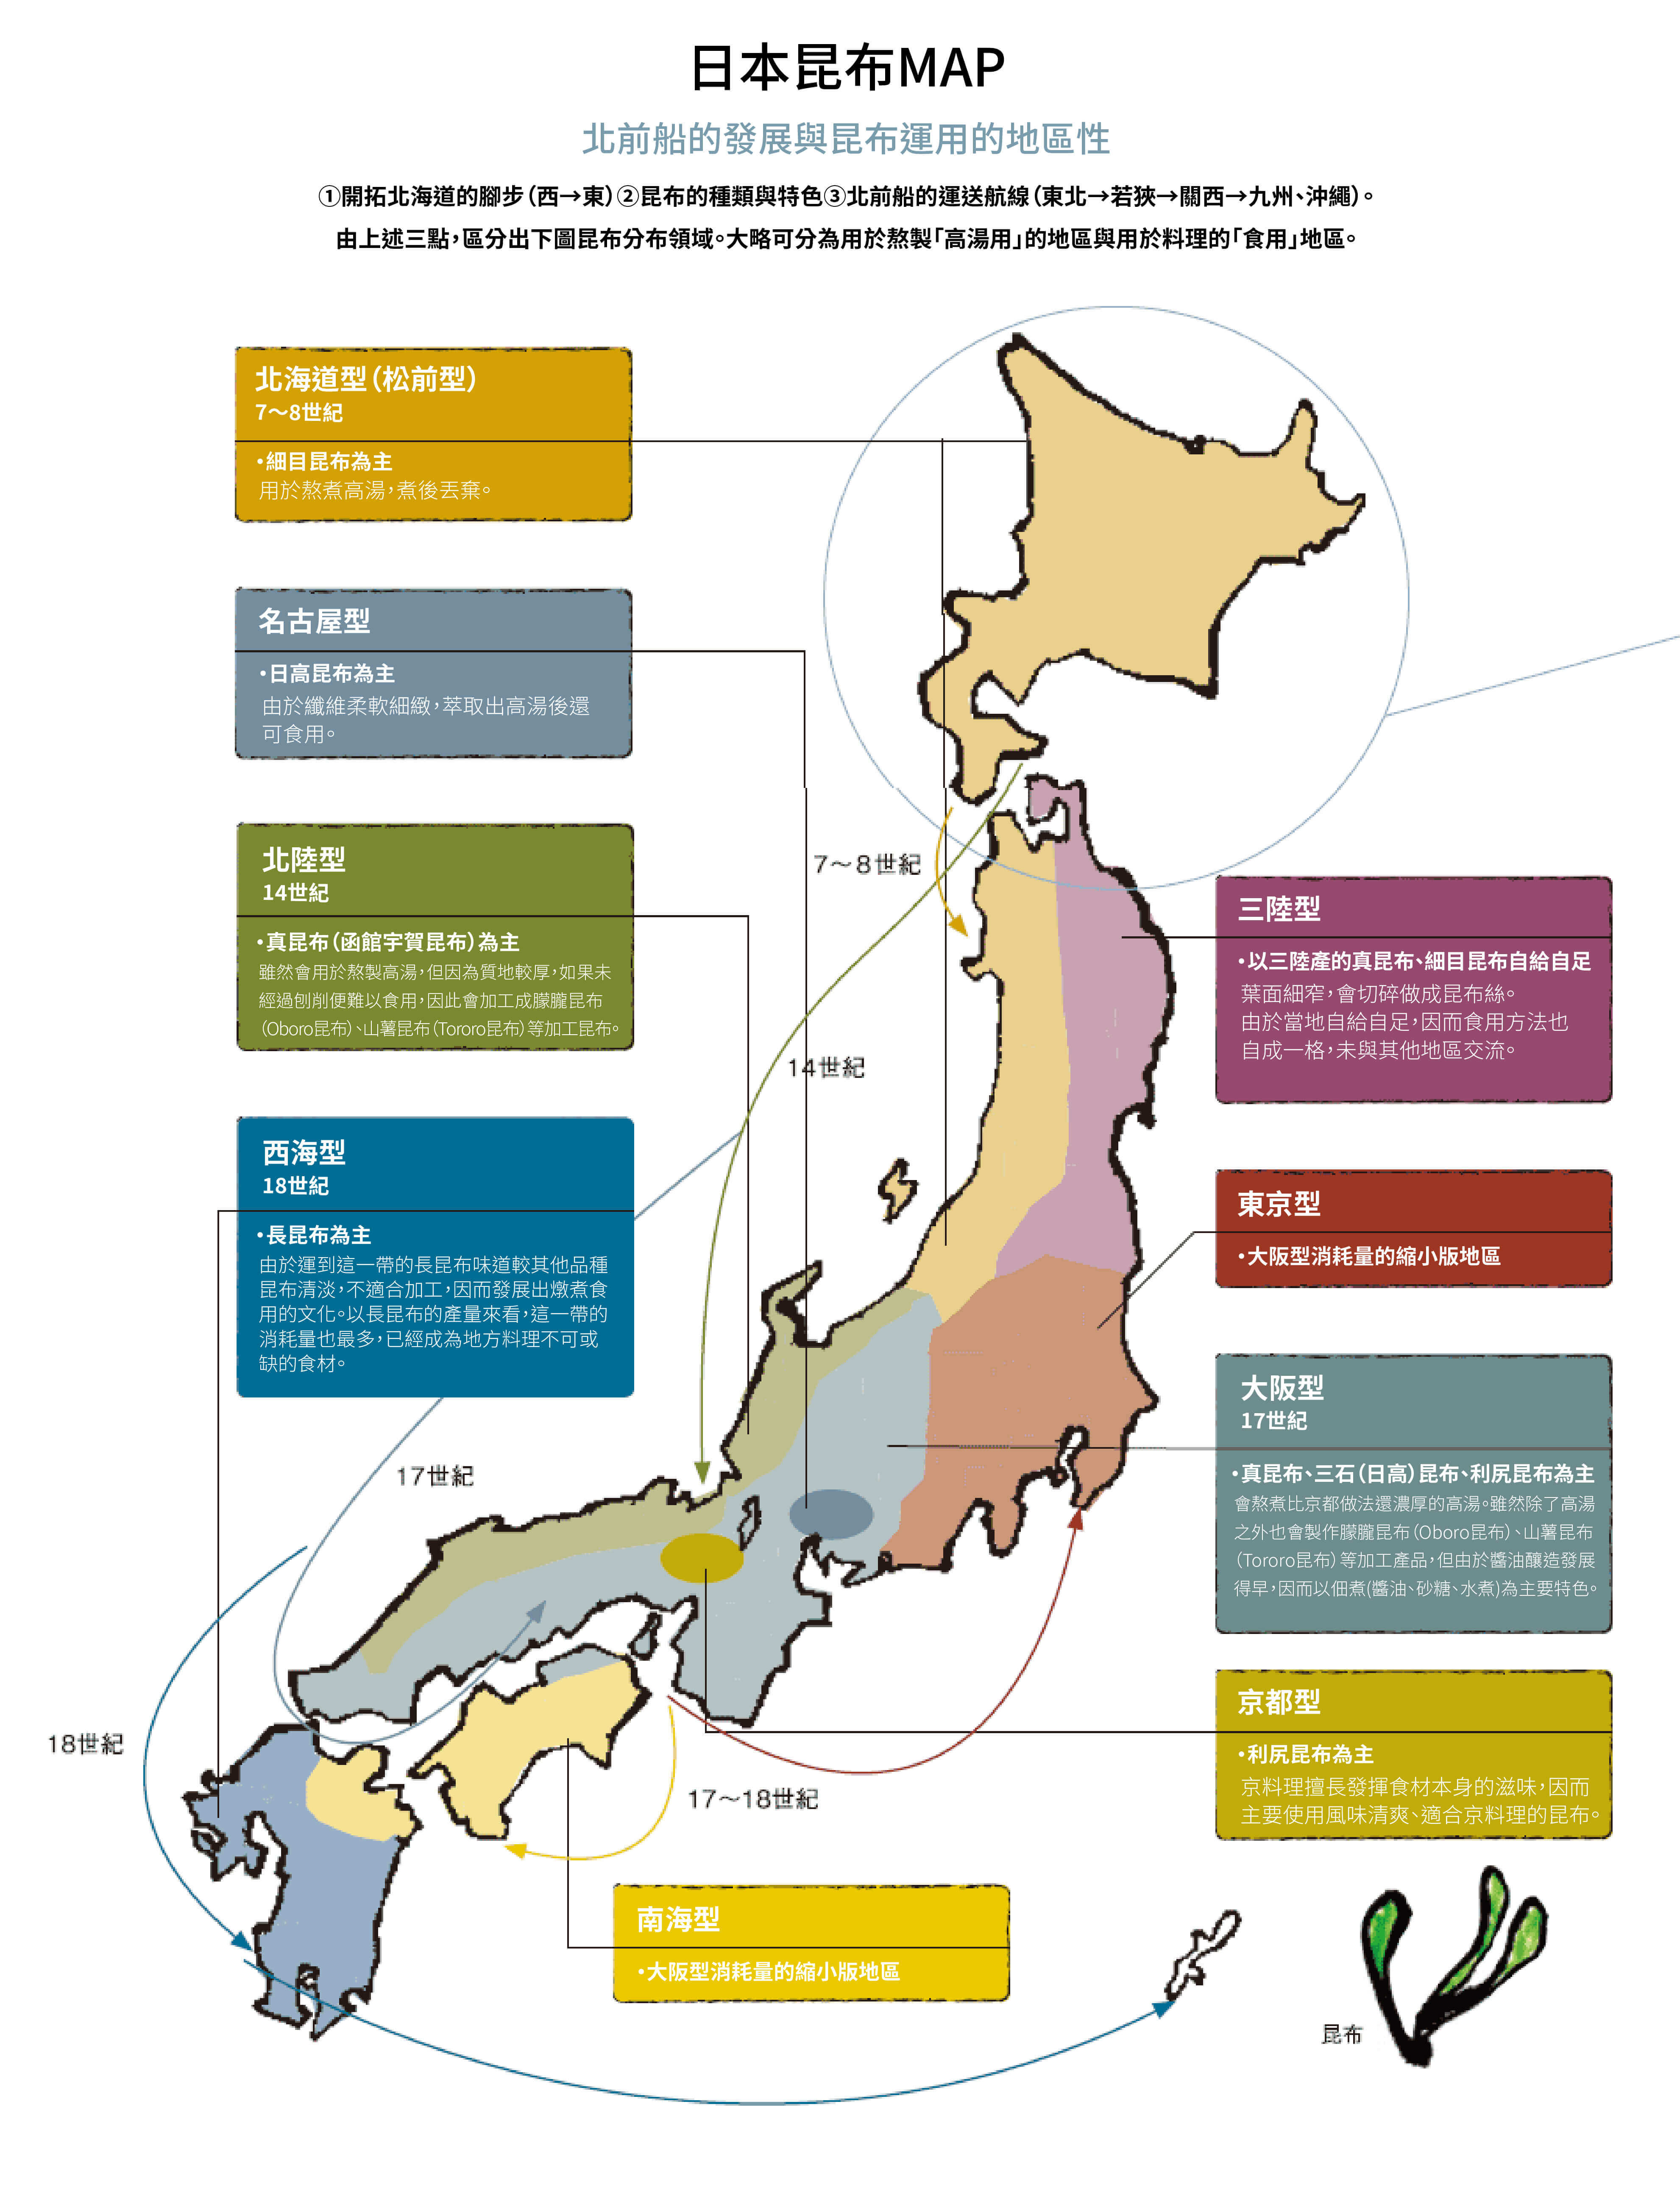 日本昆布MAP
北前船的發展與昆布運用的地區性
①開拓北海道的腳步（西→東）②昆布的種類與特色③北前船的運送航線（東北→若狹→關西→九州、沖繩）。
由上述三點，區分出下圖昆布分布領域。大略可分為用於熬製「高湯用」的地區與用於料理的「食用」地區。
北海道型（松前型）
7～8世紀
・細目昆布為主
用於熬煮高湯，煮後丟棄。
名古屋型
・日高昆布為主
由於纖維柔軟細緻，萃取出高湯後還
可食用。
7～8世紀
北陸型
14世紀
・真昆布（函館宇賀昆布）為主
雖然會用於熬製高湯，但因為質地較厚，如果未
經過刨削便難以食用，因此會加工成朦朧昆布
（Oboro昆布）、山薯昆布（Tororo昆布）等加工昆布。
三陸型
・以三陸產的真昆布、細目昆布自給自足
葉面細窄，會切碎做成昆布絲。
由於當地自給自足，因而食用方法也
自成一格，未與其他地區交流。
14世紀
西海型
18世紀
・長昆布為主
由於運到這一帶的長昆布味道較其他品種
昆布清淡，不適合加工，因而發展出燉煮食
用的文化。以長昆布的產量來看，這一帶的
消耗量也最多，已經成為地方料理不可或
缺的食材。
東京型
・大阪型消耗量的縮小版地區
大阪型
17世紀
・真昆布、三石（日高）昆布、利尻昆布為主
會熬煮比京都做法還濃厚的高湯。雖然除了高湯
之外也會製作朦朧昆布（Oboro昆布）、山薯昆布
（Tororo昆布）等加工產品，但由於醬油釀造發展
得早，因而以佃煮(醬油、砂糖、水煮)為主要特色。
17世紀
京都型
・利尻昆布為主
京料理擅長發揮食材本身的滋味，因而
主要使用風味清爽、適合京料理的昆布。
18世紀
17～18世紀
南海型
・大阪型消耗量的縮小版地區
昆布